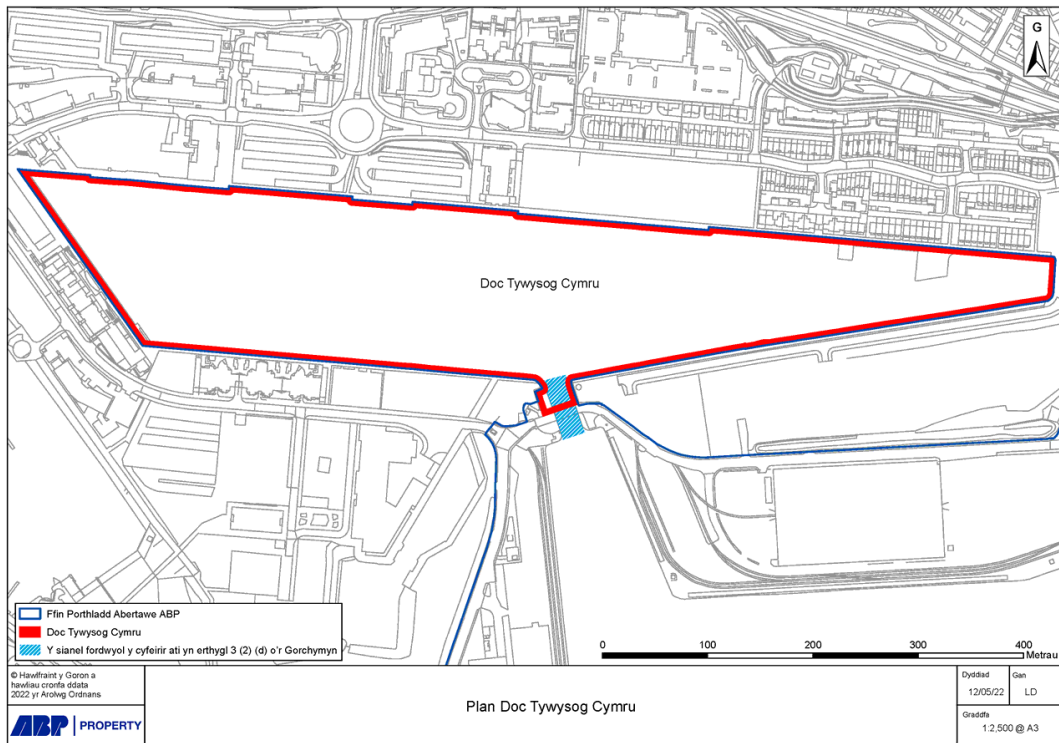 G
Doc Tywysog Cymru
Ffin Porthladd Abertawe ABP
Doc Tywysog Cymru
Y sianel fordwyol y cyfeirir ati yn erthygl 3 (2) (d) o'r Gorchymyn
0 100 200 300 400
Metrau
© Hawlfraint y Goron a
hawliau cronfa ddata
2022 yr Arolwg Ordnans
ABP PROPERTY
Plan Doc Tywysog Cymru
Dyddiad Gan
12/05/22 LD
Graddfa
1:2,500 @ A3